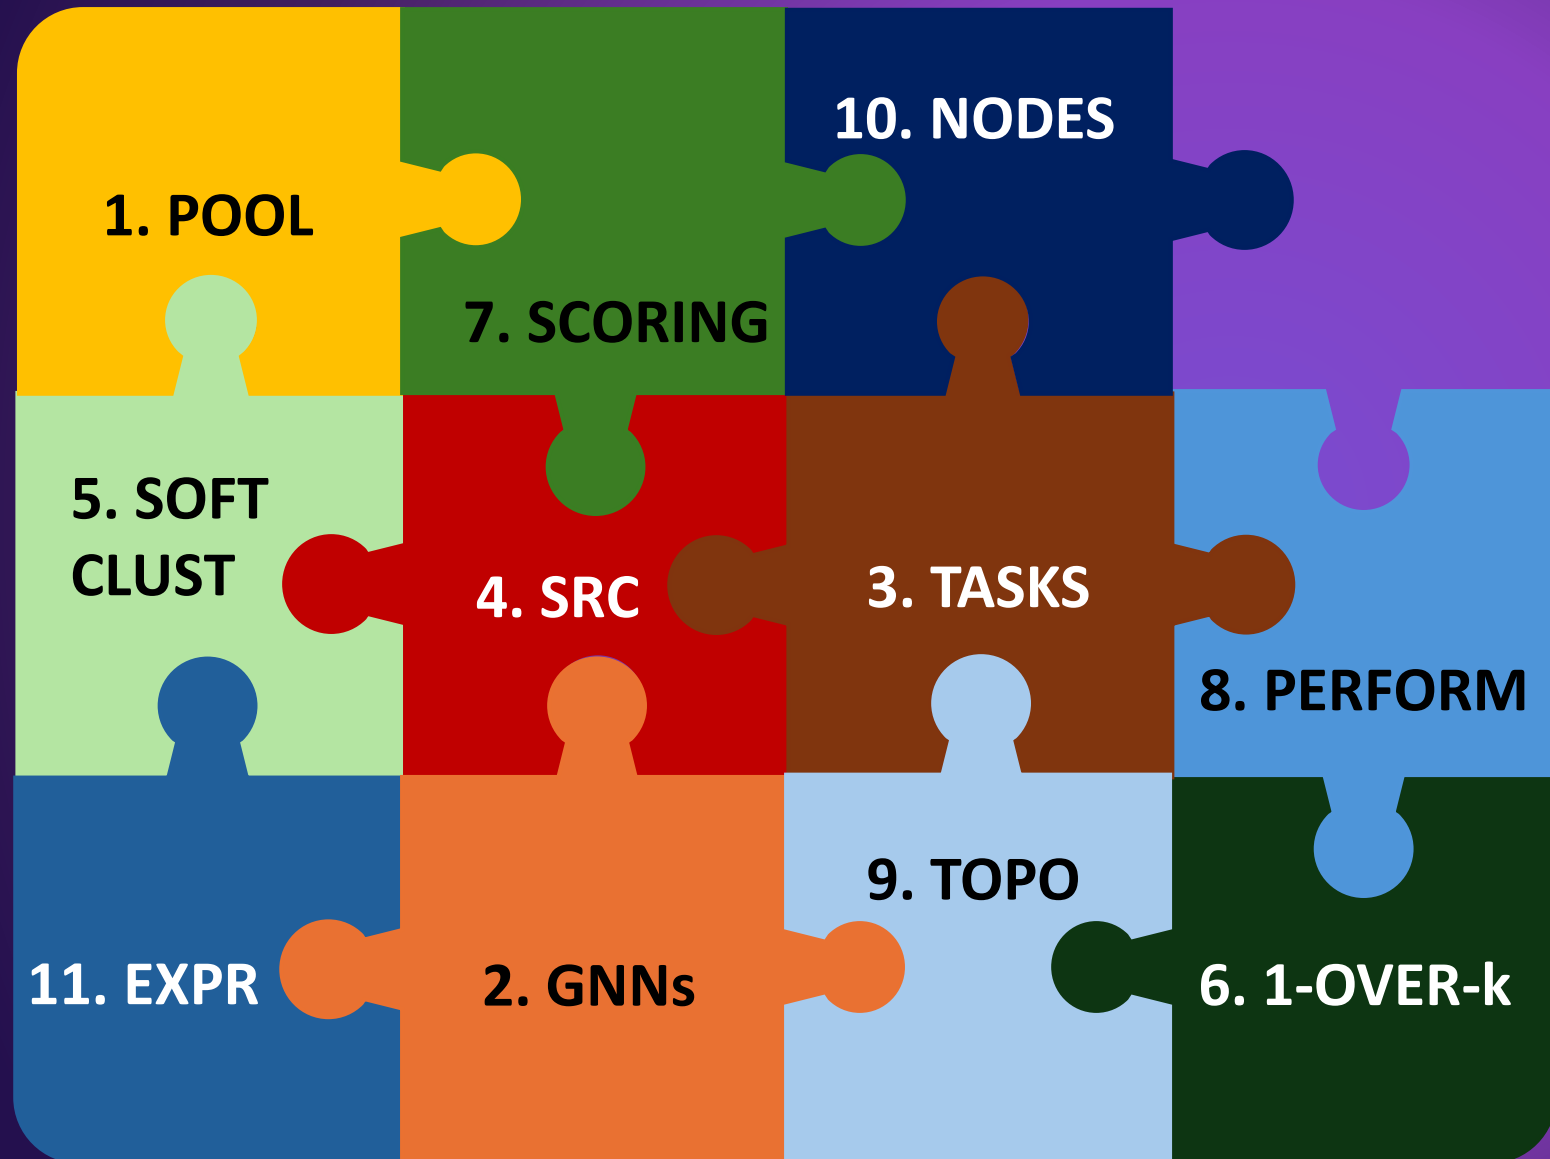 1. POOL
7. SCORING
10. NODES
5. SOFT
CLUST
4. SRC
3. TASKS
8. PERFORM
11. EXPR
2. GNNs
9. TOPO
6. 1-OVER-k